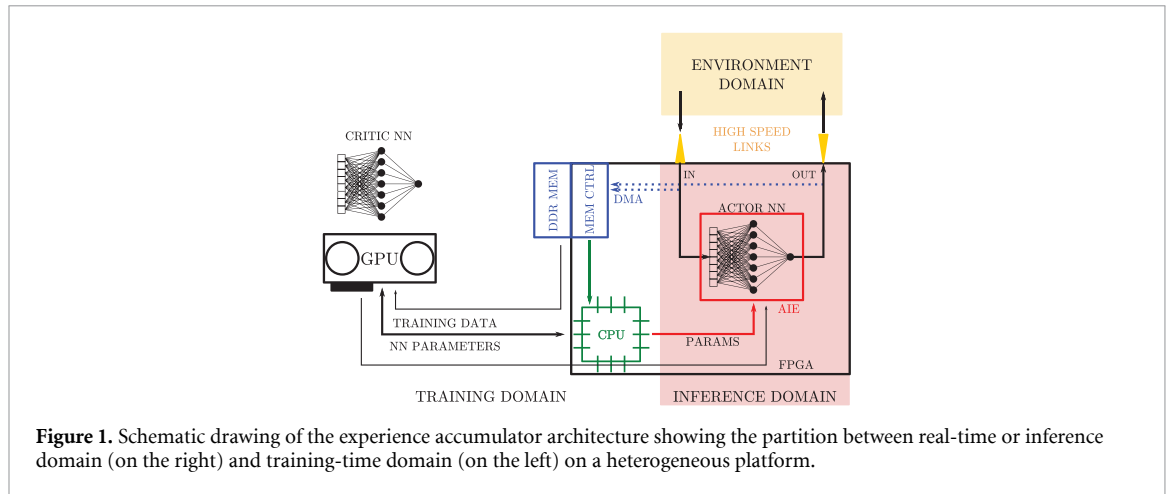 ENVIRONMENT
DOMAIN
CRITIC NN
HIGH SPEED
LINKS
IN
OUT
DDR MEM
MEM CTRL
DMA
ACTOR NN
GPU
AIE
TRAINING DATA
CPU
NN PARAMETERS
PARAMS
FPGA
TRAINING DOMAIN
INFERENCE DOMAIN
Figure 1. Schematic drawing of the experience accumulator architecture showing the partition between real-time or inference
domain (on the right) and training-time domain (on the left) on a heterogeneous platform.